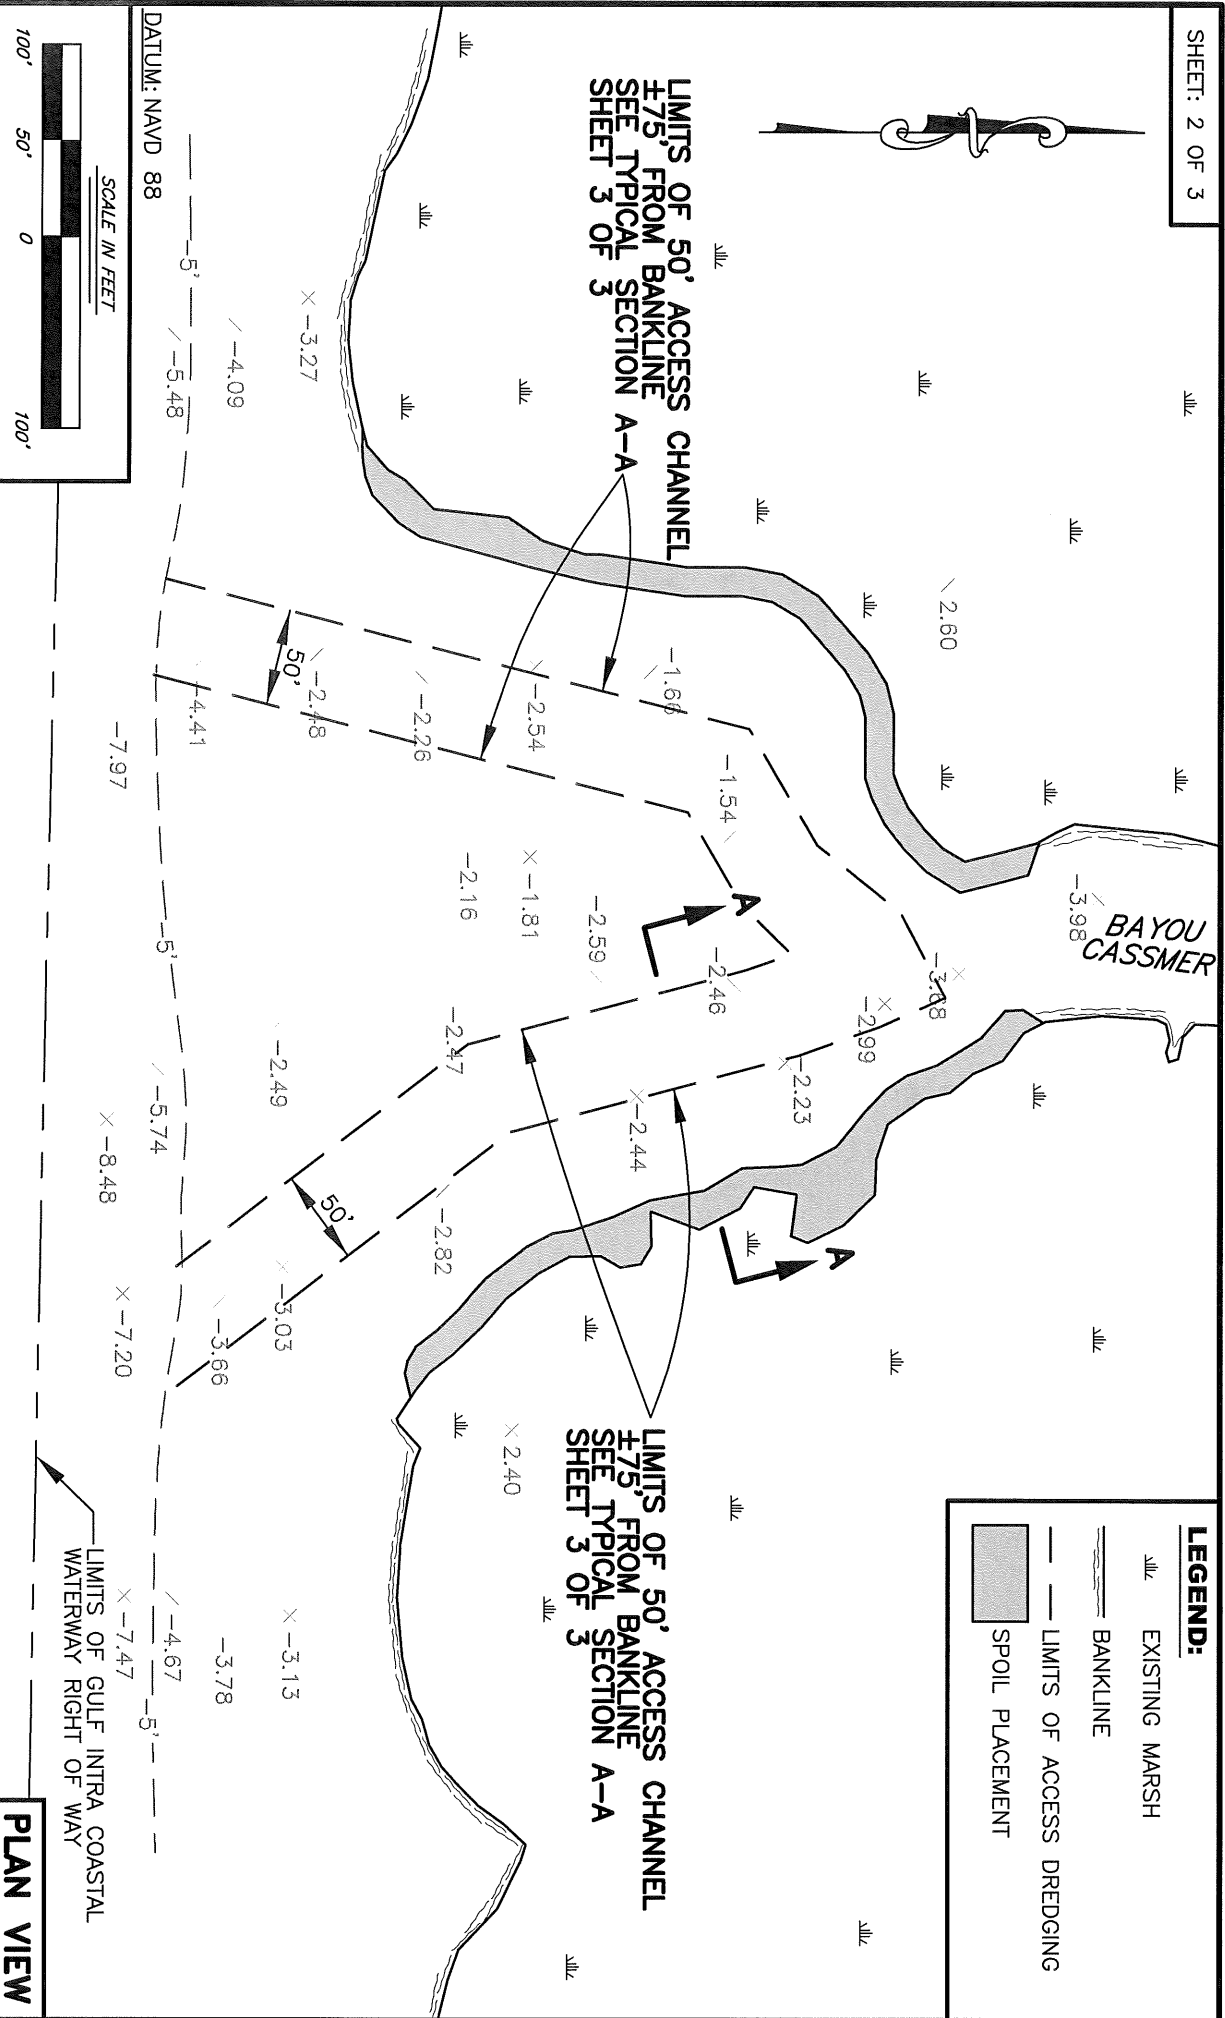 SHEET: 2 OF 3
N
LEGEND:
EXISTING MARSH
BANKLINE
LIMITS OF ACCESS DREDGING
SPOIL PLACEMENT
BAYOU
CASSMER
-3.98
2.60
-3.68
-2.99
-2.23
LIMITS OF 50' ACCESS CHANNEL
±75' FROM BANKLINE
SEE TYPICAL SECTION A-A
SHEET 3 OF 3
A
A
-1.66
-1.54
-2.46
-2.44
-2.54
-2.59
-1.81
-2.16
-2.26
-2.47
-2.82
LIMITS OF 50' ACCESS CHANNEL
±75' FROM BANKLINE
SEE TYPICAL SECTION A-A
SHEET 3 OF 3
2.40
-3.27
-4.09
-5.48
-5'
50'
-2.48
-4.41
-7.97
-5'
-2.49
-5.74
-8.48
50'
-3.03
-3.66
-7.20
-3.13
-3.78
-4.67
-5'
-7.47
LIMITS OF GULF INTRA COASTAL
WATERWAY RIGHT OF WAY
DATUM: NAVD 88
SCALE IN FEET
100' 50' 0 100'
PLAN VIEW